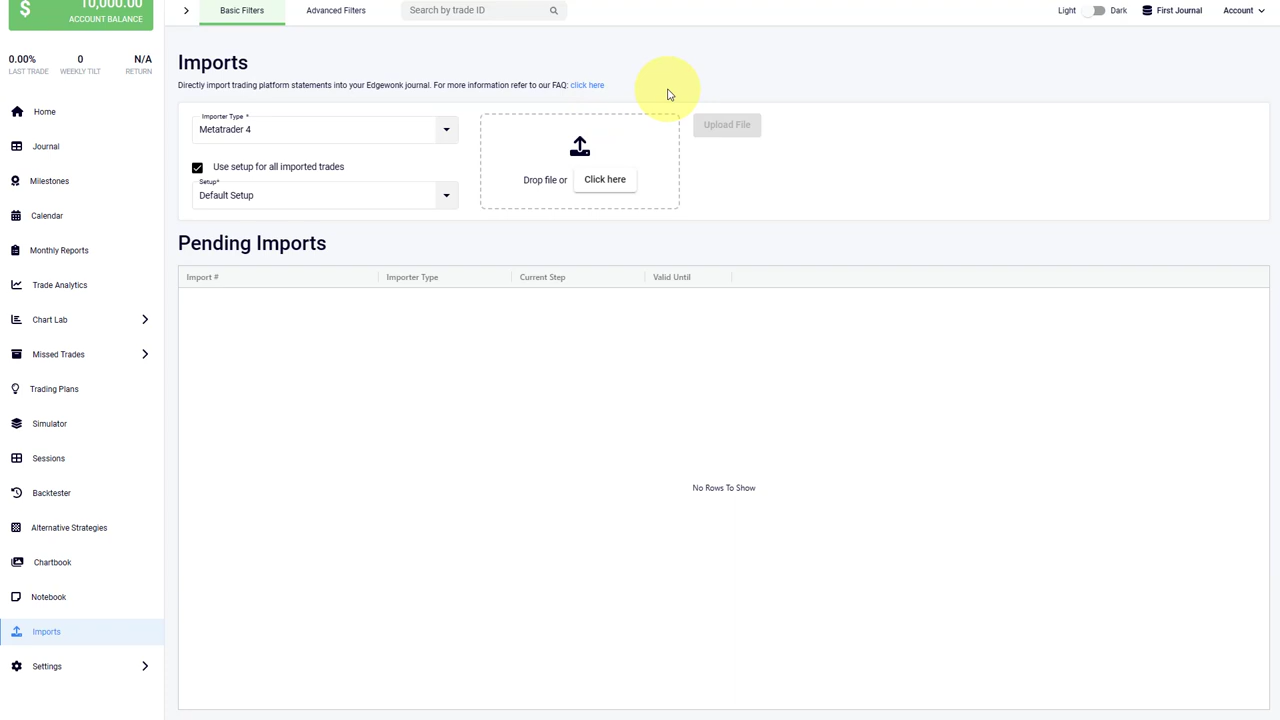 $ 10,000.00
ACCOUNT BALANCE
0.00% 0 N/A
LAST TRADE WEEKLY TILT RETURN
Home
Journal
Milestones
Calendar
Monthly Reports
Trade Analytics
Chart Lab
Missed Trades
Trading Plans
Simulator
Sessions
Backtester
Alternative Strategies
Chartbook
Notebook
Imports
Settings
Basic Filters Advanced Filters Search by trade ID Light Dark First Journal Account
Imports
Directly import trading platform statements into your Edgewonk journal. For more information refer to our FAQ: click here
Importer Type *
Metatrader 4
Use setup for all imported trades
Setup*
Default Setup
Drop file or Click here
Upload File
Pending Imports
Import # Importer Type Current Step Valid Until
No Rows To Show